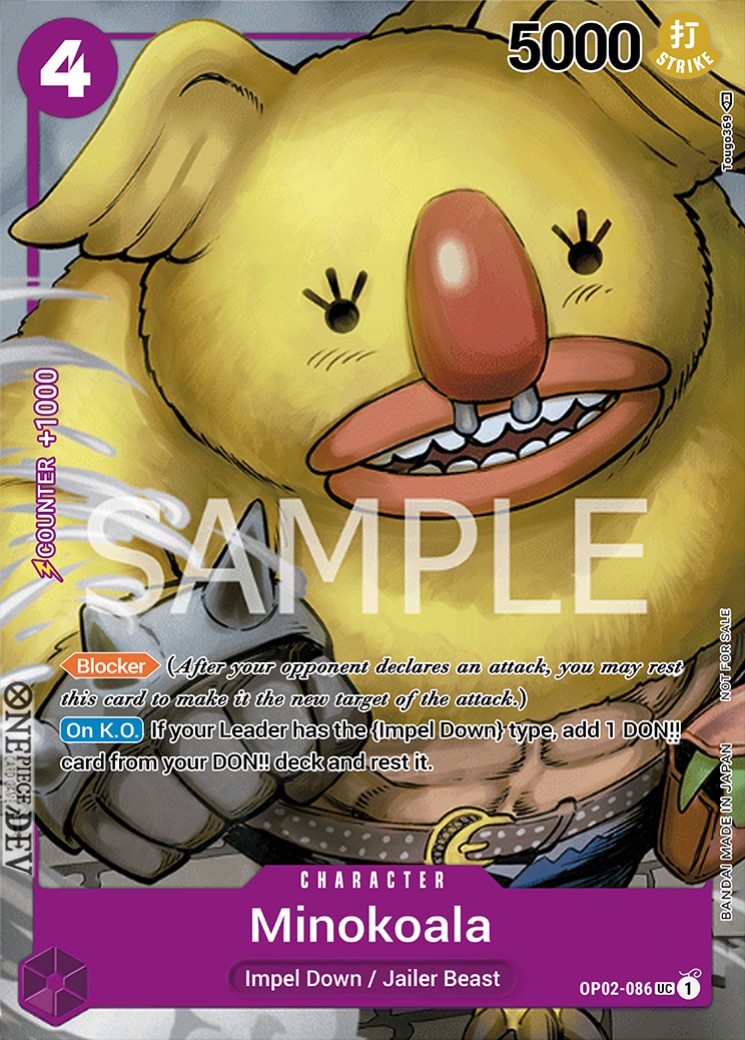 4
5000
打
STRIKE
Tougo369
COUNTER +1000
SAMPLE
Blocker (After your opponent declares an attack, you may rest
this card to make it the new target of the attack.)
On K.O. If your Leader has the {Impel Down} type, add 1 DON!!
card from your DON!! deck and rest it.
NOT FOR SALE
BANDAI MADE IN JAPAN
ONE PIECE DEV
CHARACTER
Minokoala
Impel Down / Jailer Beast
OP02-086 UC 1